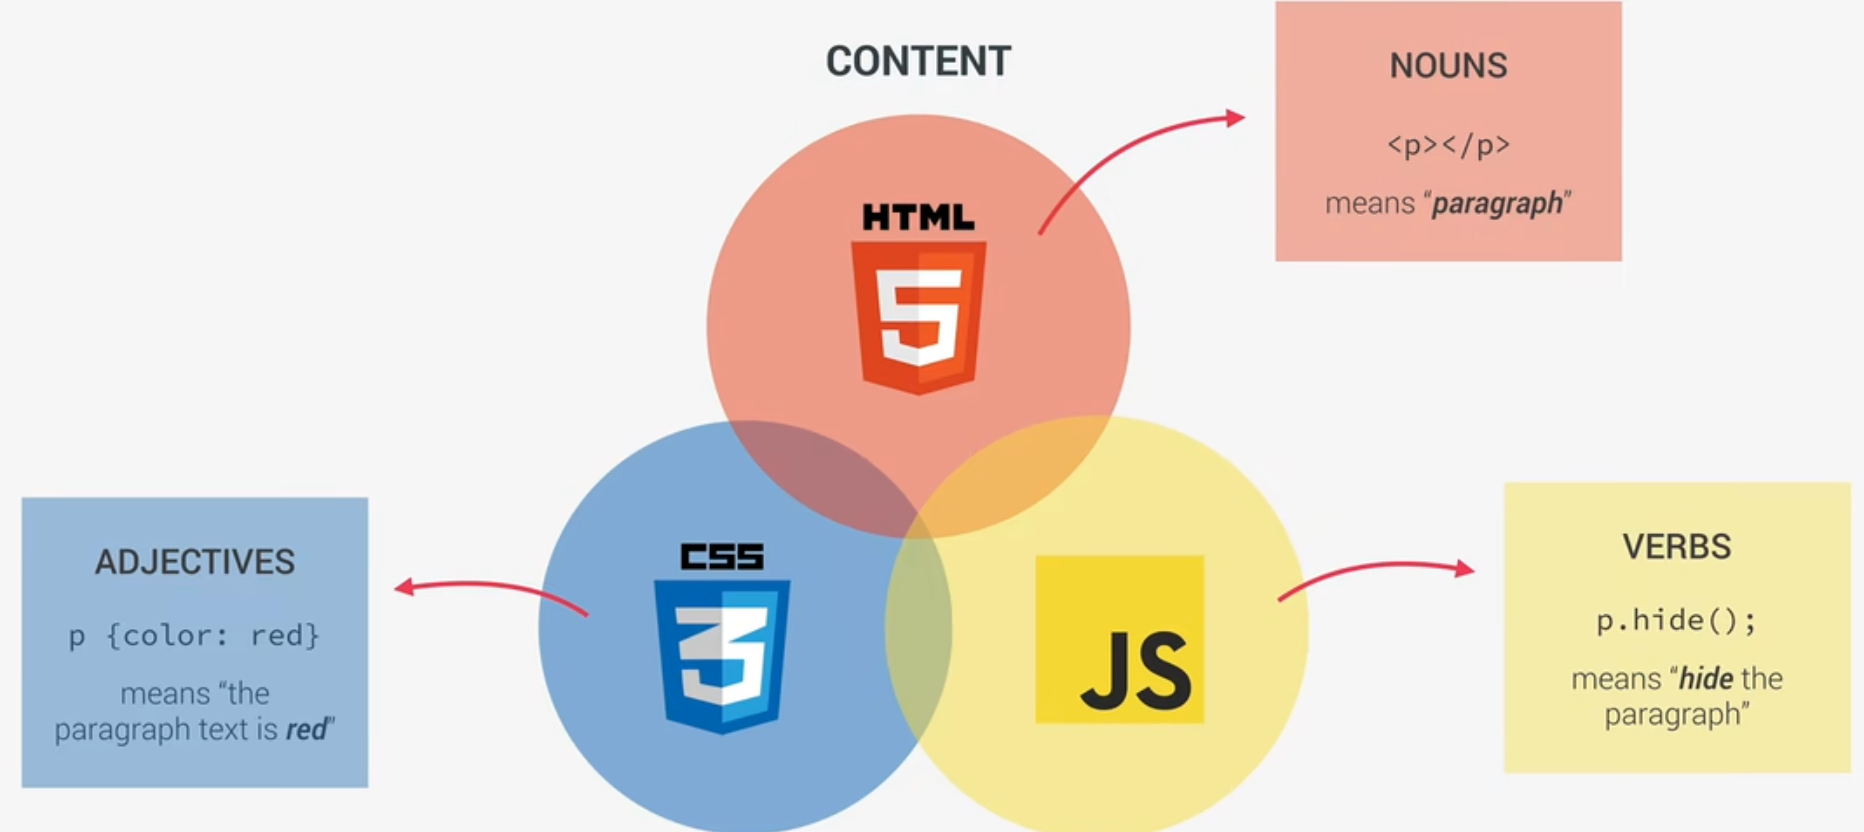 CONTENT
HTML
5
NOUNS
<p></p>
means “paragraph”
CSS
3
ADJECTIVES
p {color: red}
means “the
paragraph text is red”
JS
VERBS
p.hide();
means “hide the
paragraph”